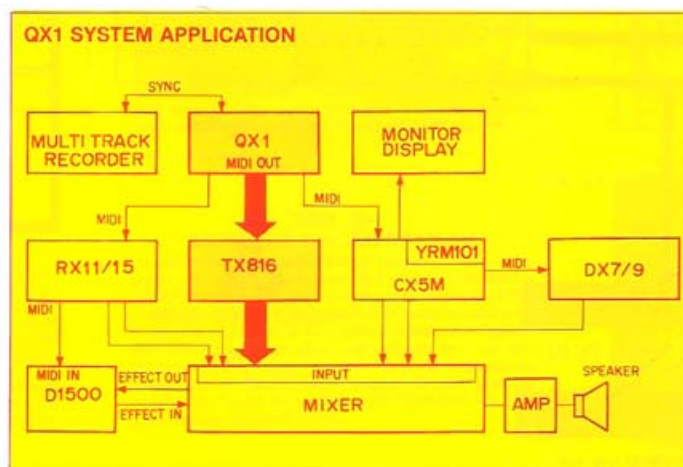 QX1 SYSTEM APPLICATION
SYNC
MULTI TRACK
RECORDER
QX1
MIDI OUT
MONITOR
DISPLAY
MIDI
MIDI
RX11/15
TX816
YRM101
CX5M
MIDI
DX7/9
MIDI
MIDI IN
D1500
EFFECT OUT
EFFECT IN
INPUT
MIXER
AMP
SPEAKER